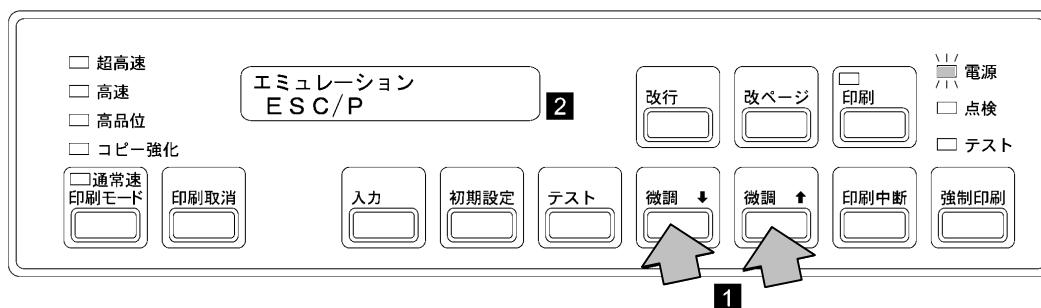 超高速
高速
高品位
コピー強化
通常速
印刷モード
印刷取消
エミュレーション
ESC/P
2
入力
初期設定
テスト
改行
改ページ
印刷
微調 ⬇
微調 ⬆
印刷中断
強制印刷
電源
点検
テスト
1